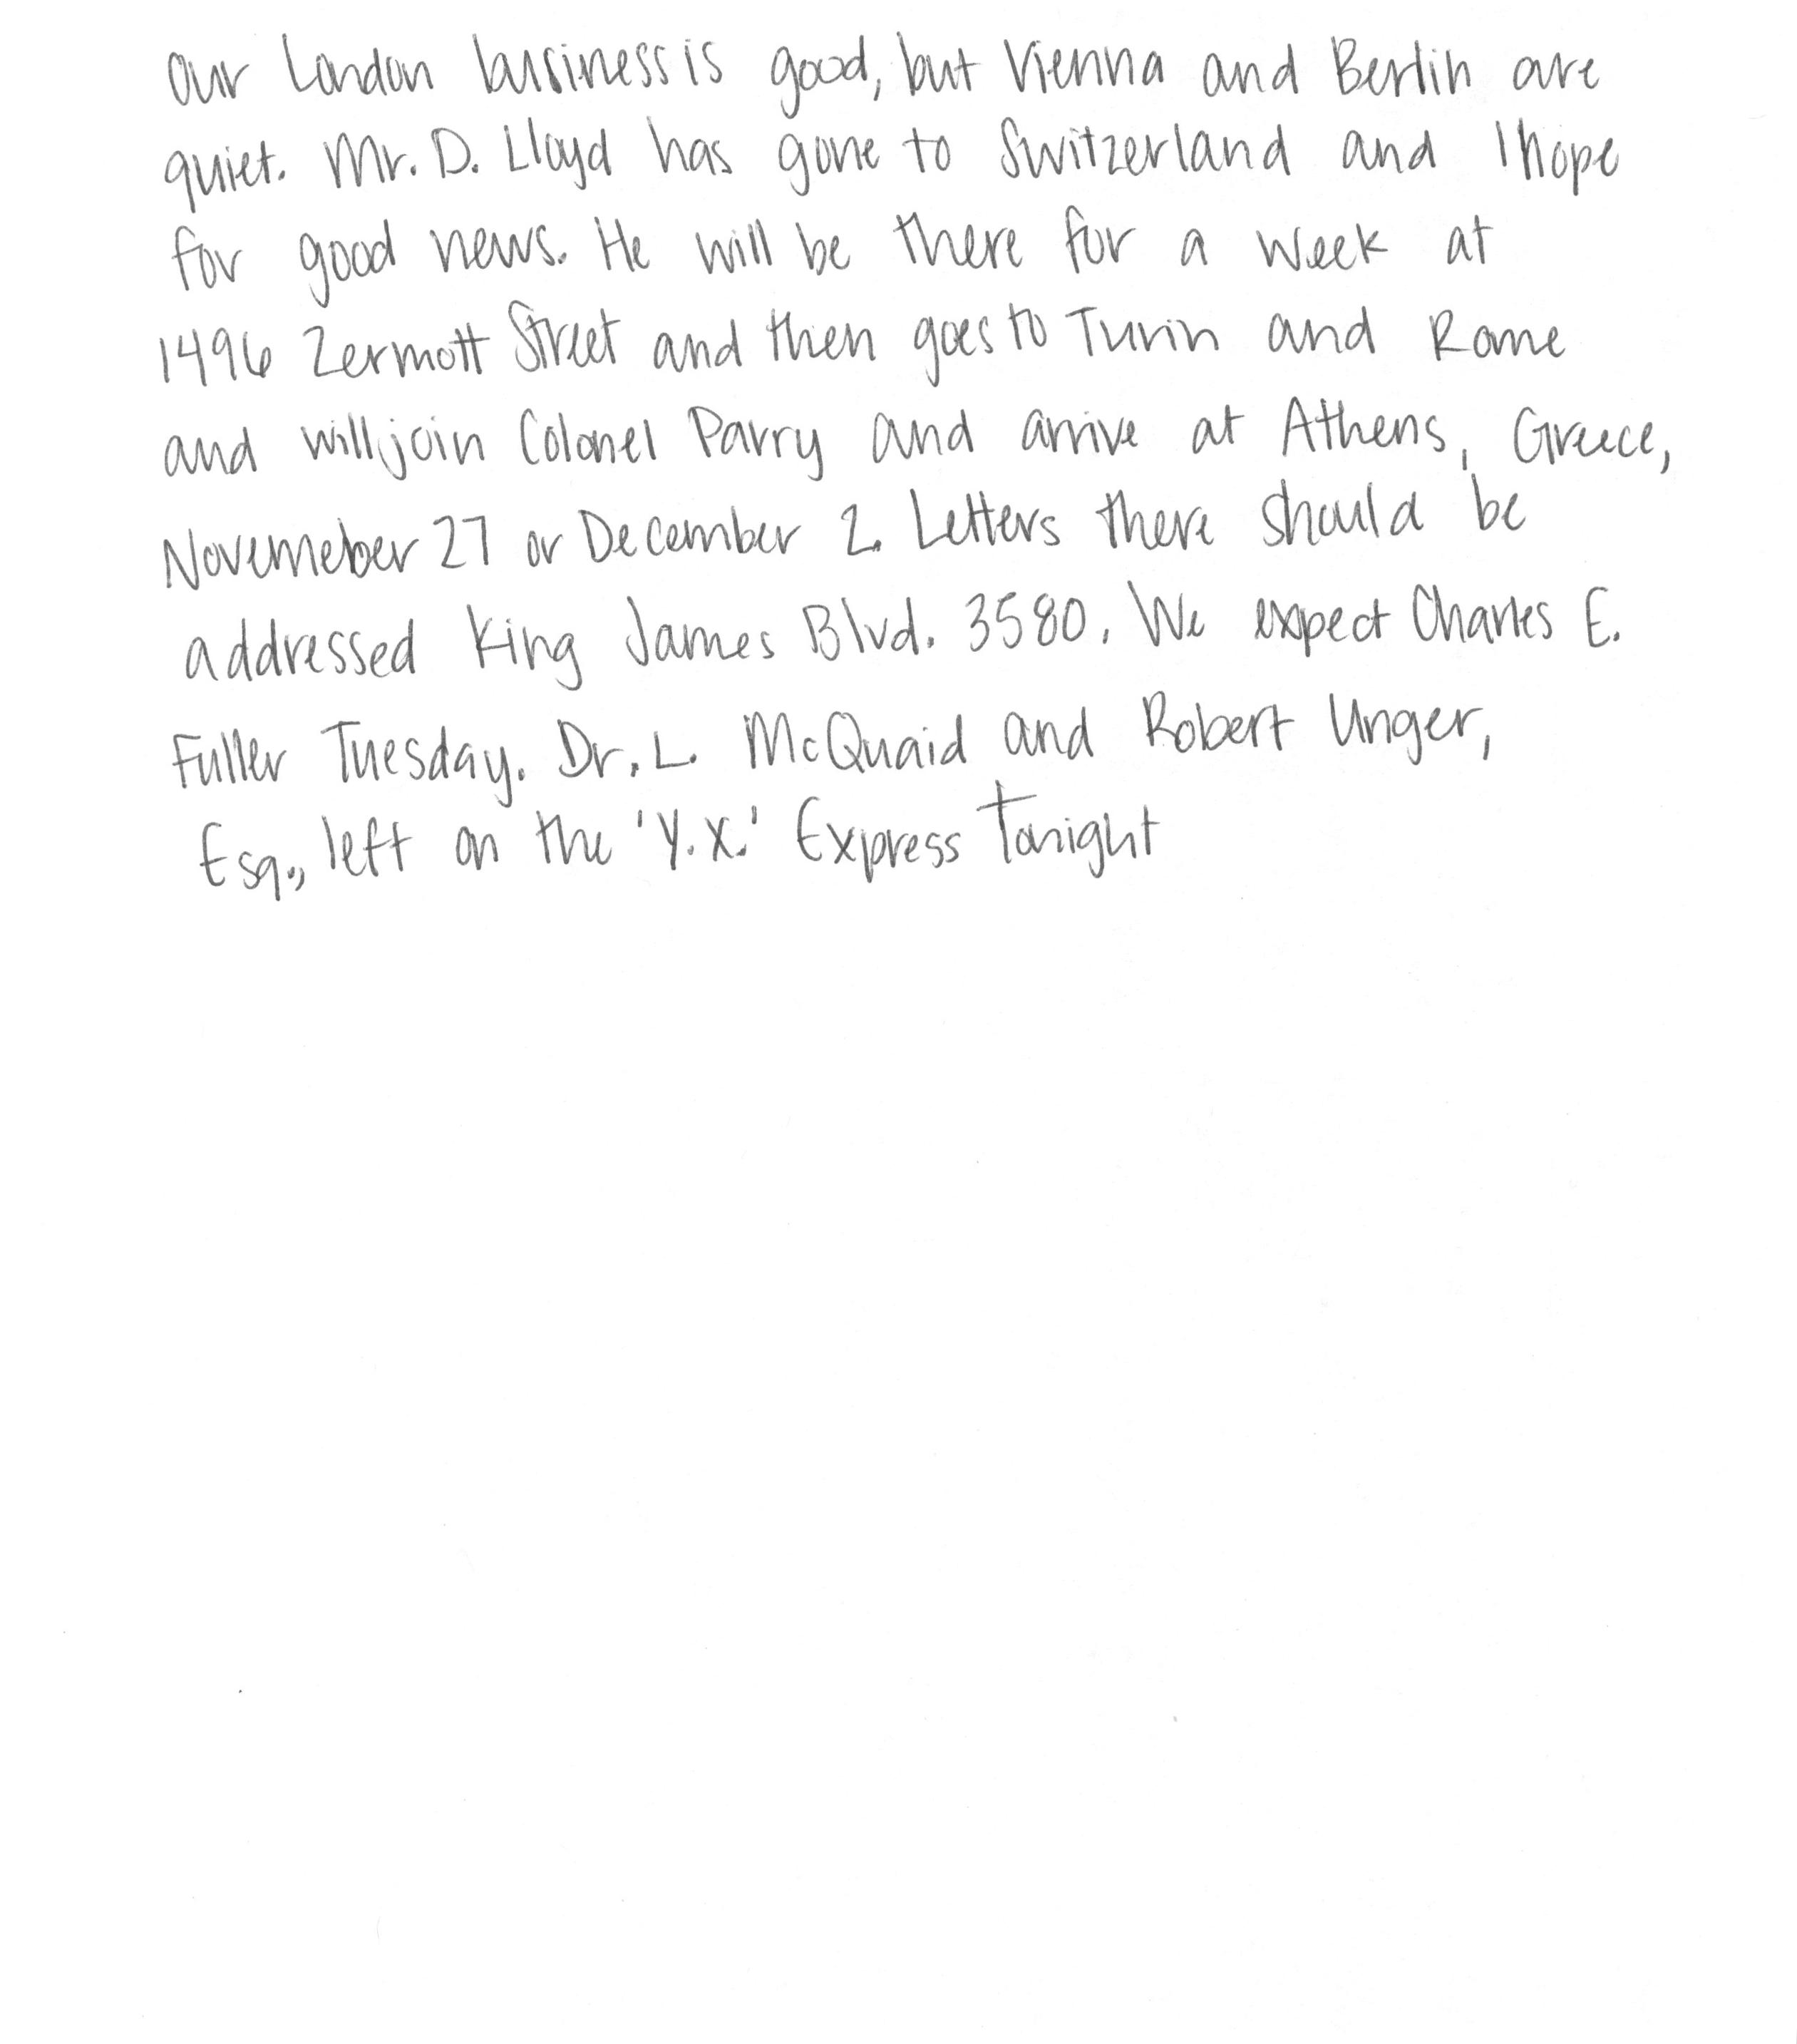 Our London business is good, but Vienna and Berlin are
quiet. Mr. D. Lloyd has gone to Switzerland and I hope
for good news. He will be there for a week at
1496 Zermott Street and then goes to Turin and Rome
and will join Colonel Parry and arrive at Athens, Greece,
Novemeber 27 or December 2. Letters there should be
addressed King James Blvd. 3580. We expect Charles E.
Fuller Tuesday. Dr. L. McQuaid and Robert Unger,
Esq., left on the 'Y.X.' Express Tonight